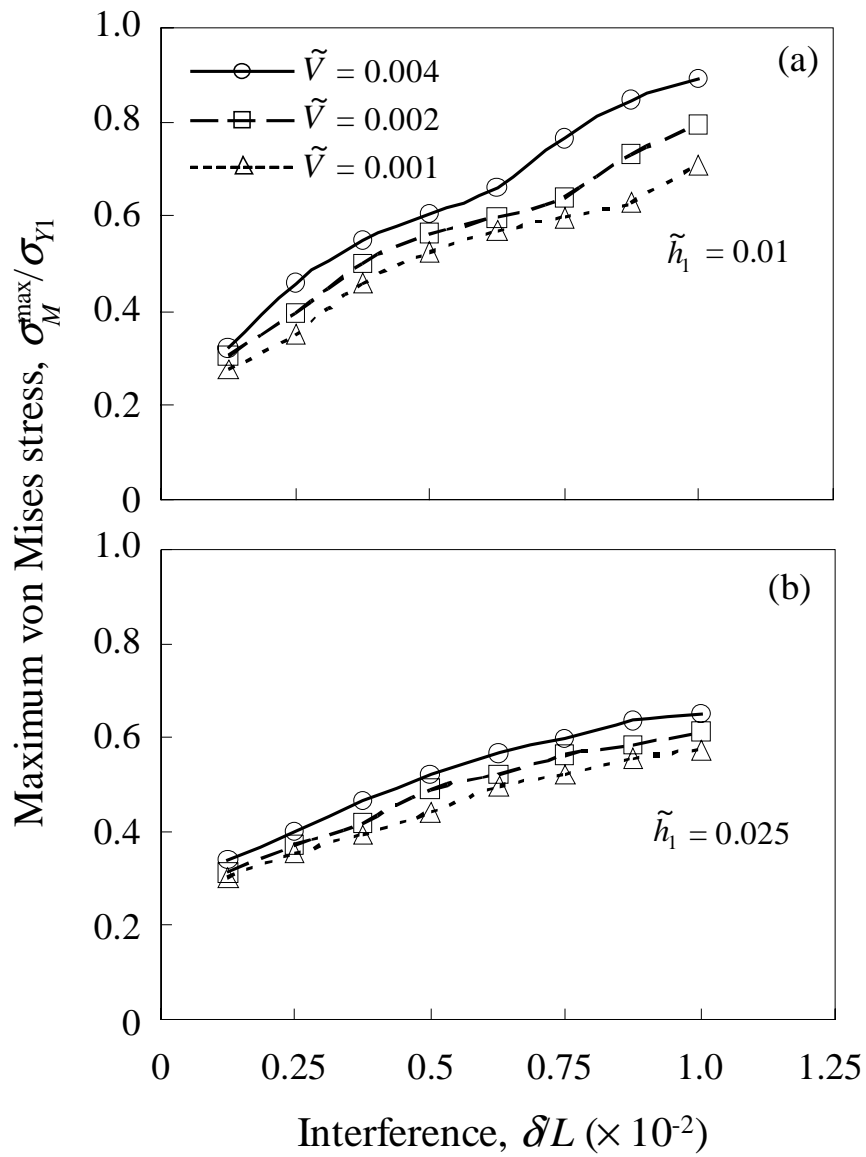 1.0
(a)
Ṽ = 0.004
Ṽ = 0.002
Ṽ = 0.001
0.8
0.6
h̃₁ = 0.01
0.4
0.2
0
Maximum von Mises stress, σ_M^max/σ_Y1
1.0
(b)
0.8
0.6
h̃₁ = 0.025
0.4
0.2
0
0 0.25 0.5 0.75 1.0 1.25
Interference, δ/L (× 10⁻²)